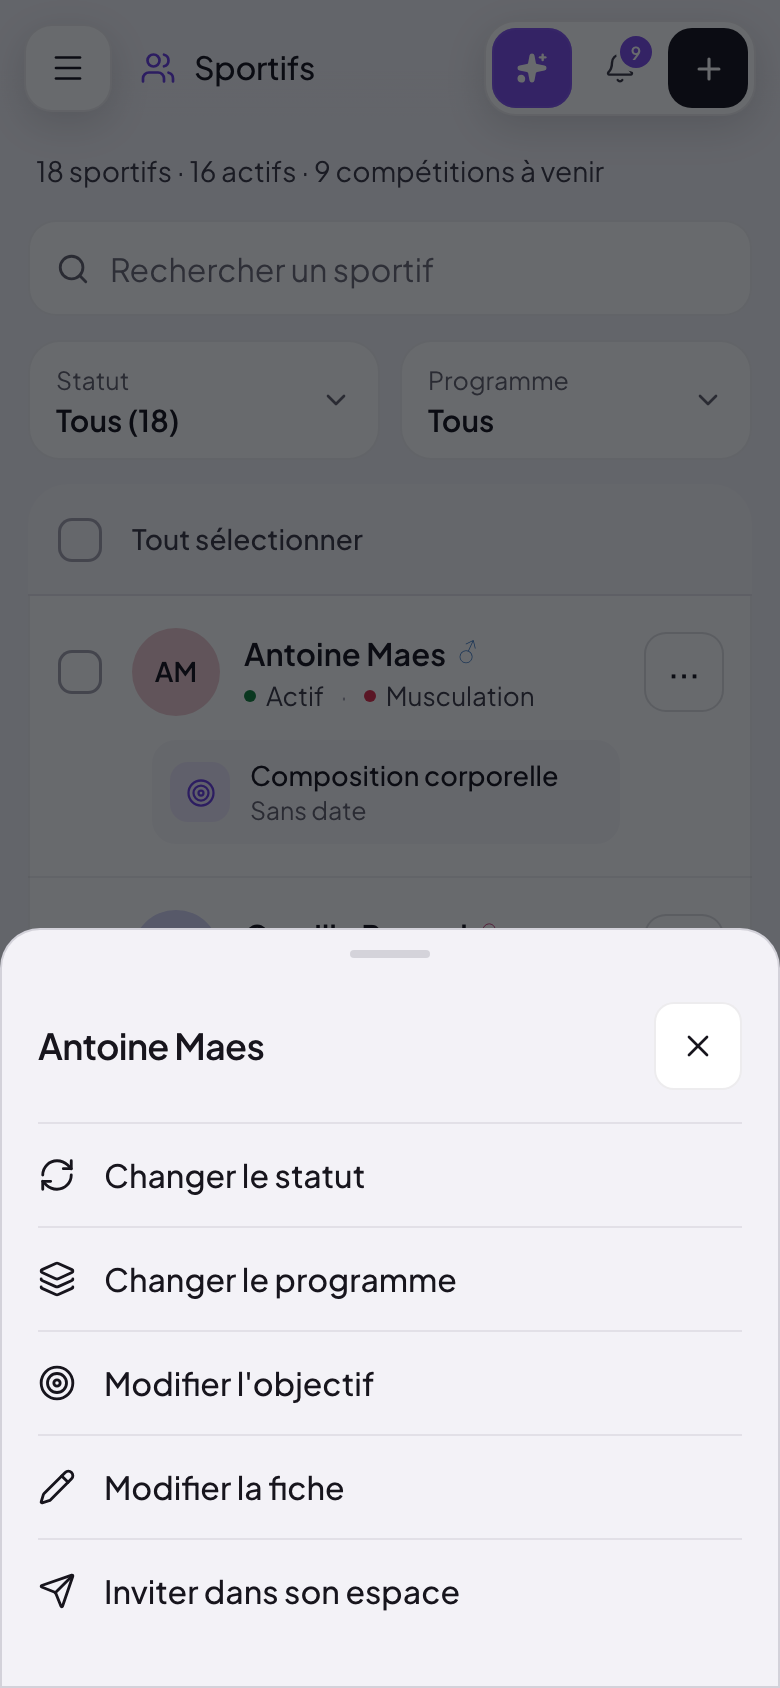 Sportifs
9
18 sportifs · 16 actifs · 9 compétitions à venir
Rechercher un sportif
Statut
Tous (18)
Programme
Tous
Tout sélectionner
AM
Antoine Maes ♂
...
Actif · Musculation
Composition corporelle
Sans date
Antoine Maes
Changer le statut
Changer le programme
Modifier l'objectif
Modifier la fiche
Inviter dans son espace